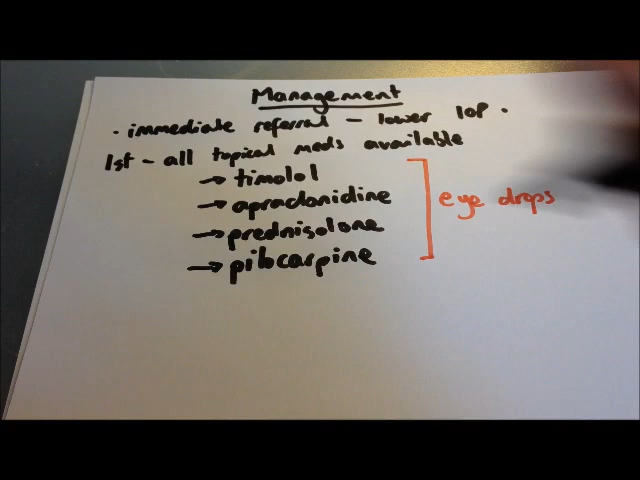 Management
• immediate referral - lower IOP.
1st - all topical meds available
→ timolol
→ apraclonidine
→ prednisolone
→ pilocarpine
eye drops